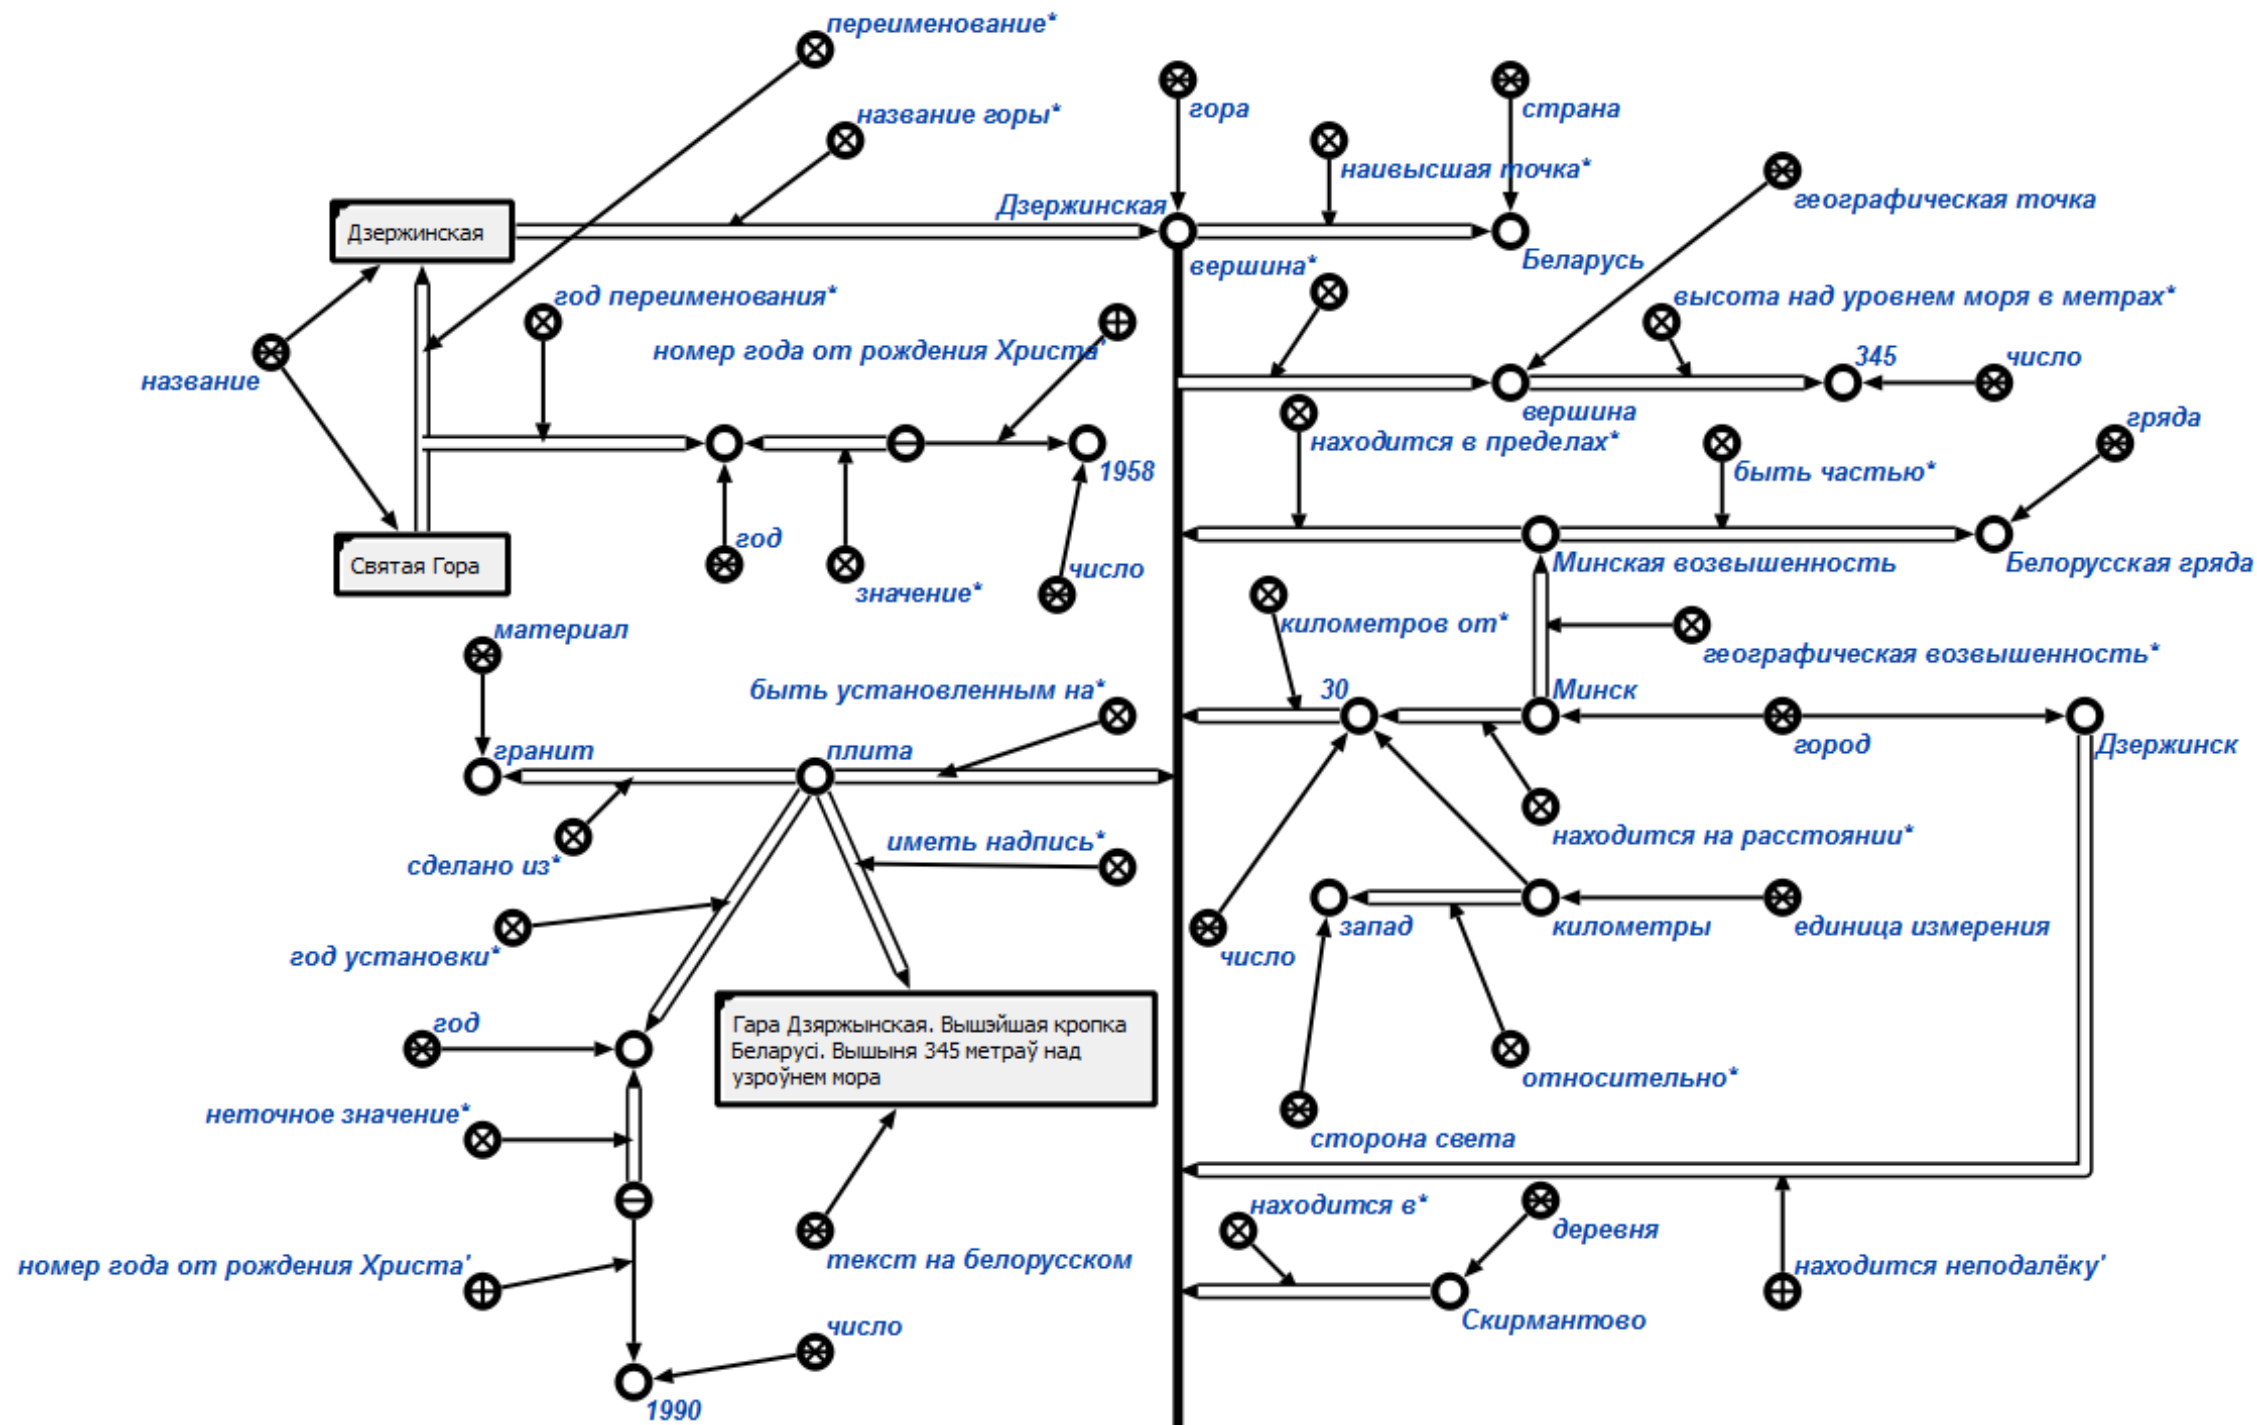 переименование*
название горы*
гора
страна
наивысшая точка*
географическая точка
Дзержинская
Дзержинская
вершина*
Беларусь
год переименования*
высота над уровнем моря в метрах*
номер года от рождения Христа'
345
число
название
вершина
гряда
находится в пределах*
быть частью*
1958
год
Святая Гора
значение*
число
Минская возвышенность
Белорусская гряда
материал
километров от*
географическая возвышенность*
быть установленным на*
30
Минск
гранит
плита
город
Дзержинск
сделано из*
иметь надпись*
находится на расстоянии*
год установки*
число
запад
километры
единица измерения
год
Гара Дзяржынская. Вышэйшая кропка
Беларусі. Вышыня 345 метраў над
узроўнем мора
относительно*
неточное значение*
сторона света
находится в*
деревня
номер года от рождения Христа'
текст на белорусском
находится неподалёку'
Скирмантово
число
1990